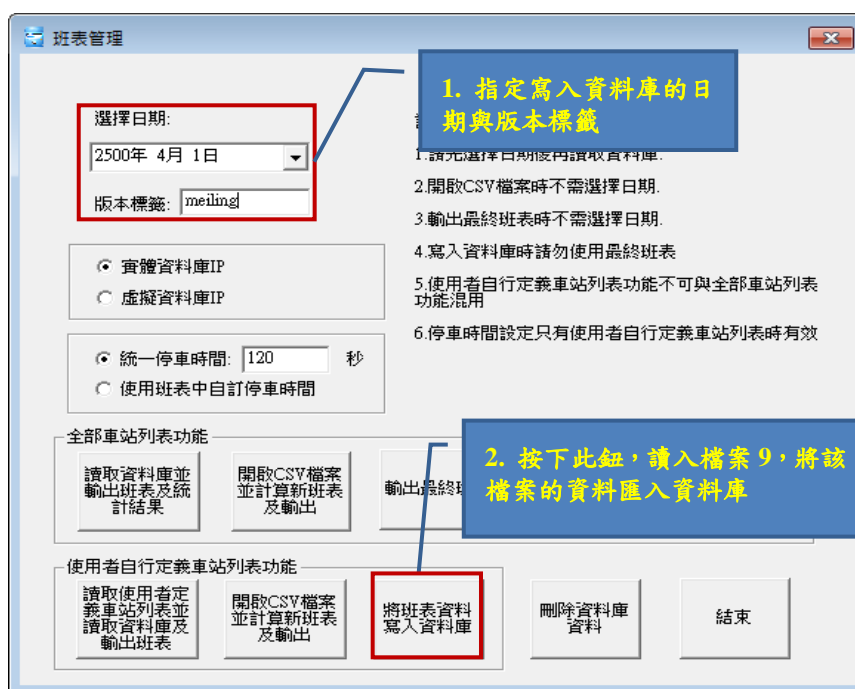 班表管理
1. 指定寫入資料庫的日
期與版本標籤
選擇日期:
2500年 4月 1日
版本標籤: meiling
1.請先選擇日期後再讀取資料庫.
2.開啟CSV檔案時不需選擇日期.
3.輸出最終班表時不需選擇日期.
4.寫入資料庫時請勿使用最終班表
5.使用者自行定義車站列表功能不可與全部車站列表
功能混用
6.停車時間設定只有使用者自行定義車站列表時有效
實體資料庫IP
虛擬資料庫IP
統一停車時間: 120 秒
使用班表中自訂停車時間
全部車站列表功能
讀取資料庫並
輸出班表及統
計結果
開啟CSV檔案
並計算新班表
及輸出
輸出最終
2. 按下此鈕,讀入檔案 9,將該
檔案的資料匯入資料庫
使用者自行定義車站列表功能
讀取使用者定
義車站列表並
讀取資料庫及
輸出班表
開啟CSV檔案
並計算新班表
及輸出
將班表資料
寫入資料庫
刪除資料庫
資料
結束